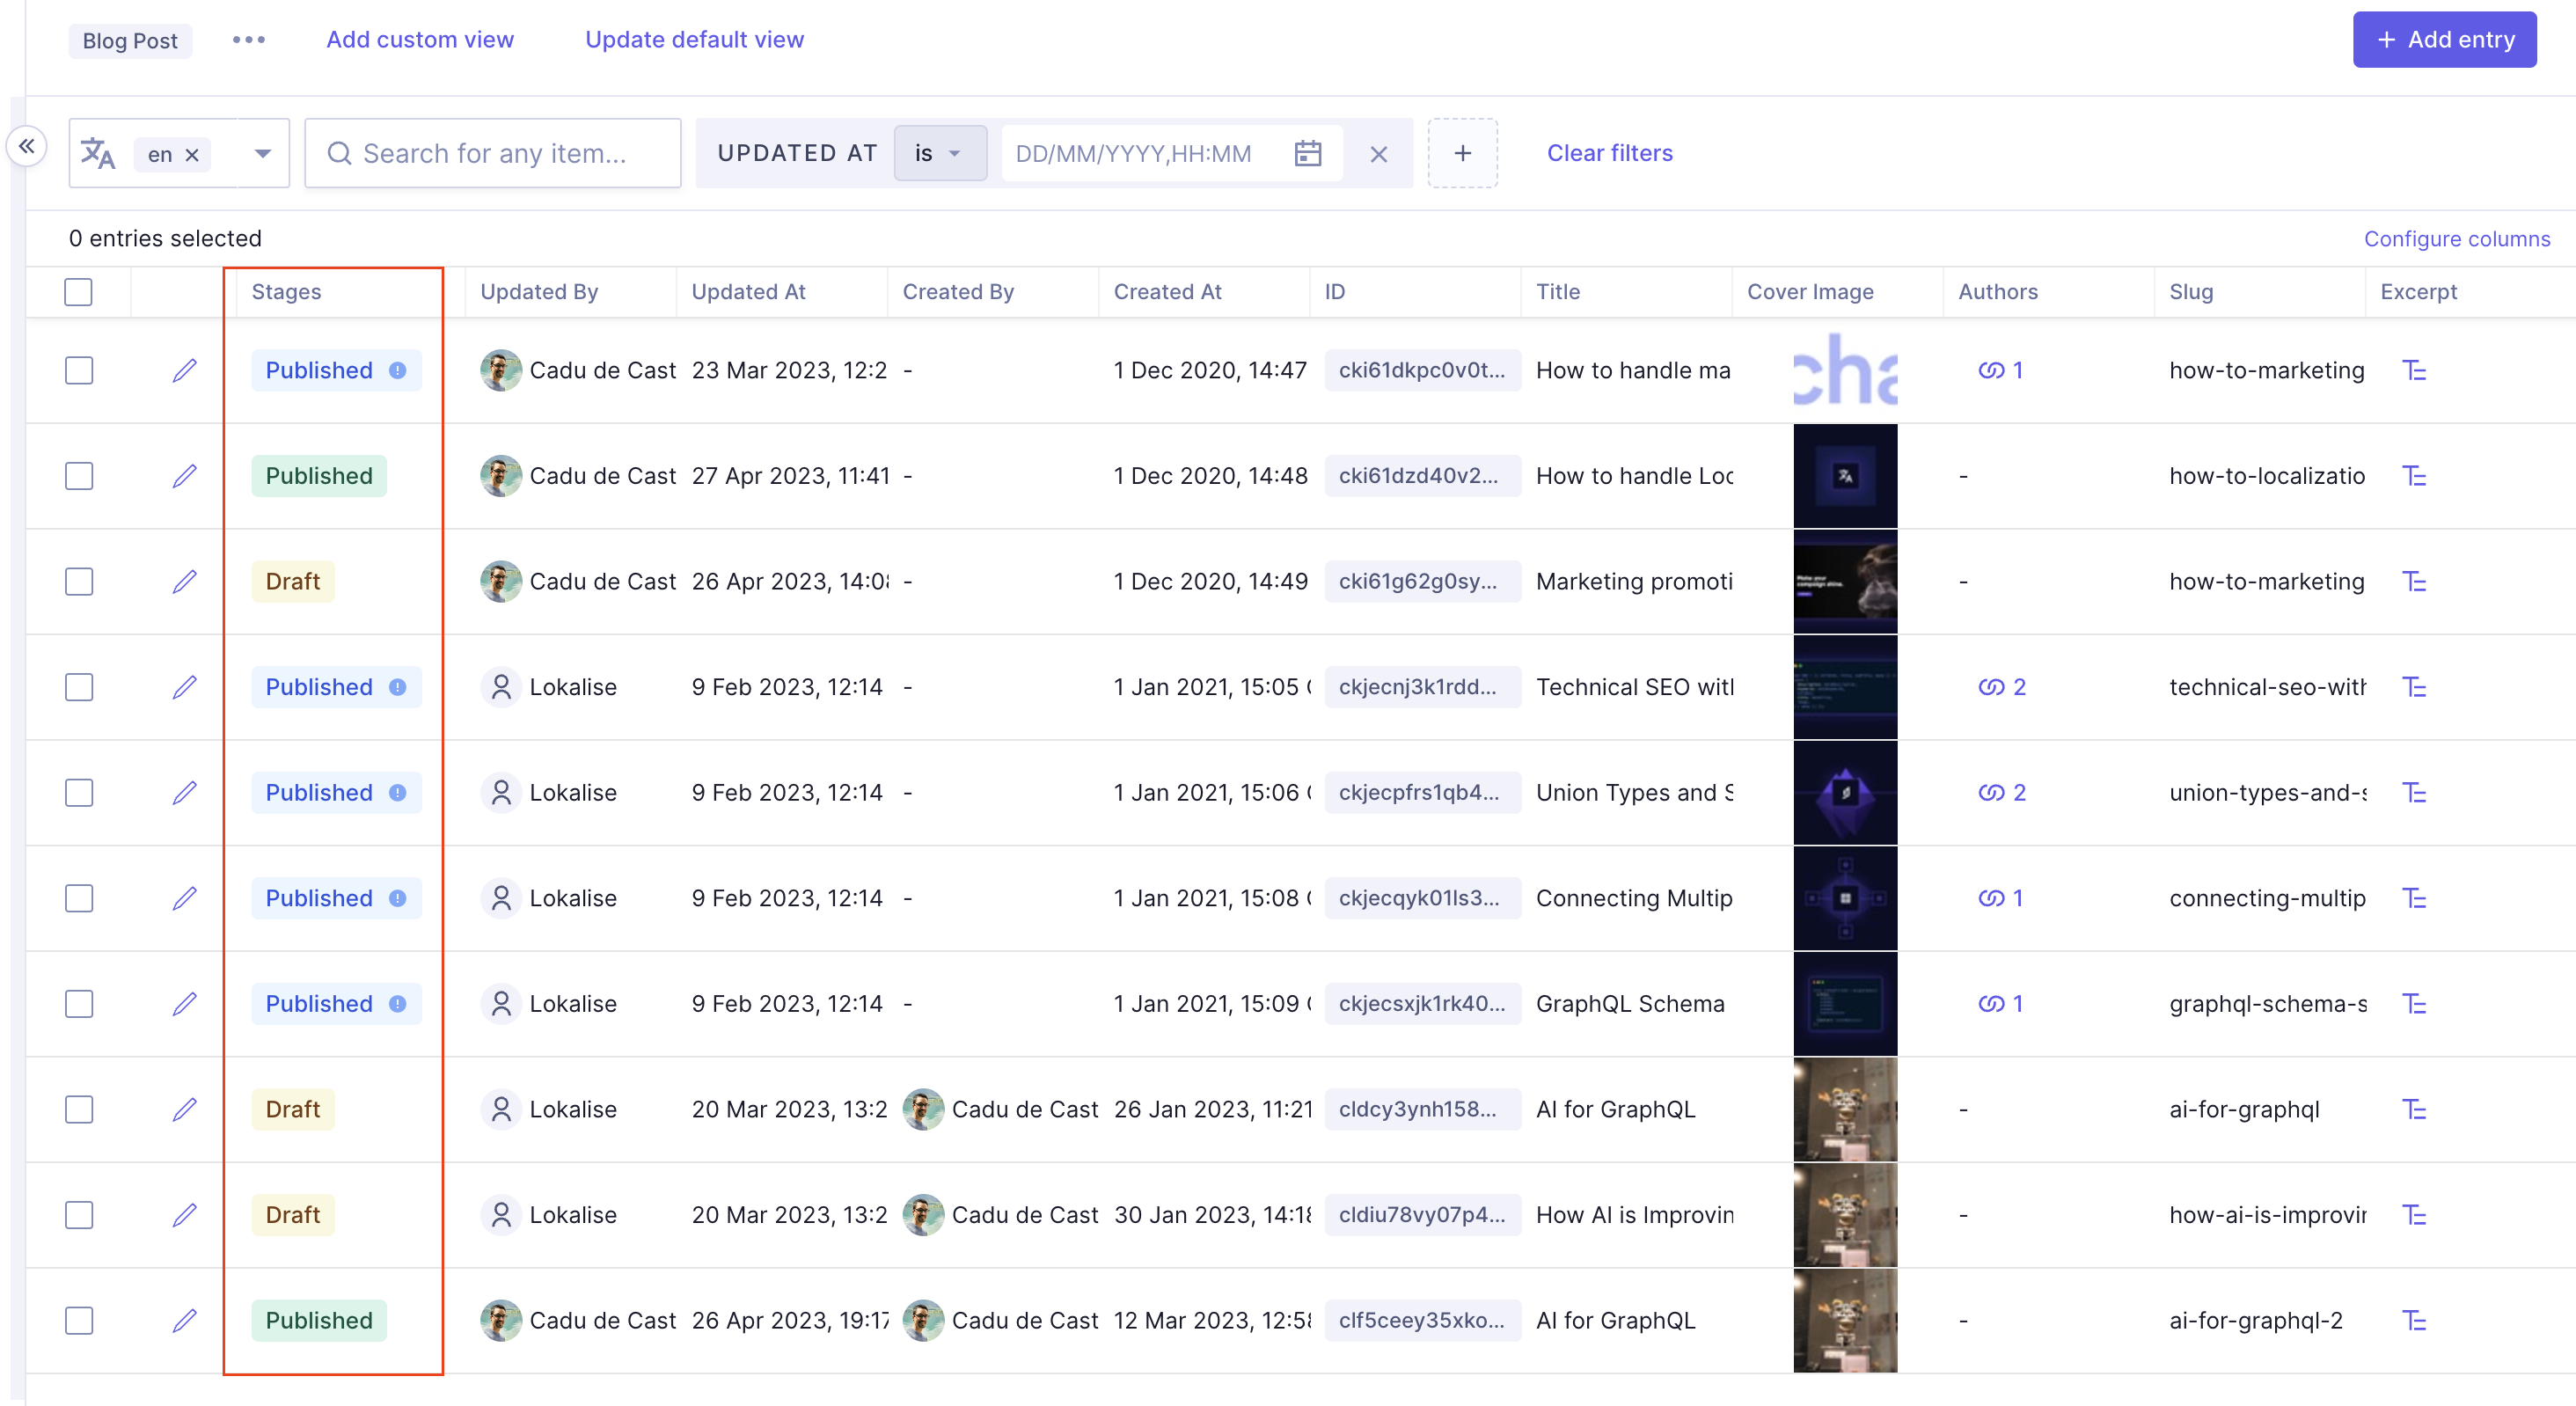 Blog Post ••• Add custom view Update default view + Add entry
en × Search for any item... UPDATED AT is DD/MM/YYYY,HH:MM × + Clear filters
0 entries selected Configure columns
Stages Updated By Updated At Created By Created At ID Title Cover Image Authors Slug Excerpt
Published Cadu de Cast 23 Mar 2023, 12:2 - 1 Dec 2020, 14:47 cki61dkpc0v0t... How to handle ma cha 1 how-to-marketing
Published Cadu de Cast 27 Apr 2023, 11:41 - 1 Dec 2020, 14:48 cki61dzd40v2... How to handle Loc - how-to-localizatio
Draft Cadu de Cast 26 Apr 2023, 14:08 - 1 Dec 2020, 14:49 cki61g62g0sy... Marketing promoti - how-to-marketing
Published Lokalise 9 Feb 2023, 12:14 - 1 Jan 2021, 15:05 ckjecnj3k1rdd... Technical SEO with 2 technical-seo-with
Published Lokalise 9 Feb 2023, 12:14 - 1 Jan 2021, 15:06 ckjecpfrs1qb4... Union Types and S 2 union-types-and-s
Published Lokalise 9 Feb 2023, 12:14 - 1 Jan 2021, 15:08 ckjecqyk01ls3... Connecting Multip 1 connecting-multip
Published Lokalise 9 Feb 2023, 12:14 - 1 Jan 2021, 15:09 ckjecsxjk1rk40... GraphQL Schema 1 graphql-schema-s
Draft Lokalise 20 Mar 2023, 13:2 Cadu de Cast 26 Jan 2023, 11:21 cldcy3ynh158... AI for GraphQL - ai-for-graphql
Draft Lokalise 20 Mar 2023, 13:2 Cadu de Cast 30 Jan 2023, 14:18 cldiu78vy07p4... How AI is Improvin - how-ai-is-improvin
Published Cadu de Cast 26 Apr 2023, 19:17 Cadu de Cast 12 Mar 2023, 12:58 clf5ceey35xko... AI for GraphQL - ai-for-graphql-2